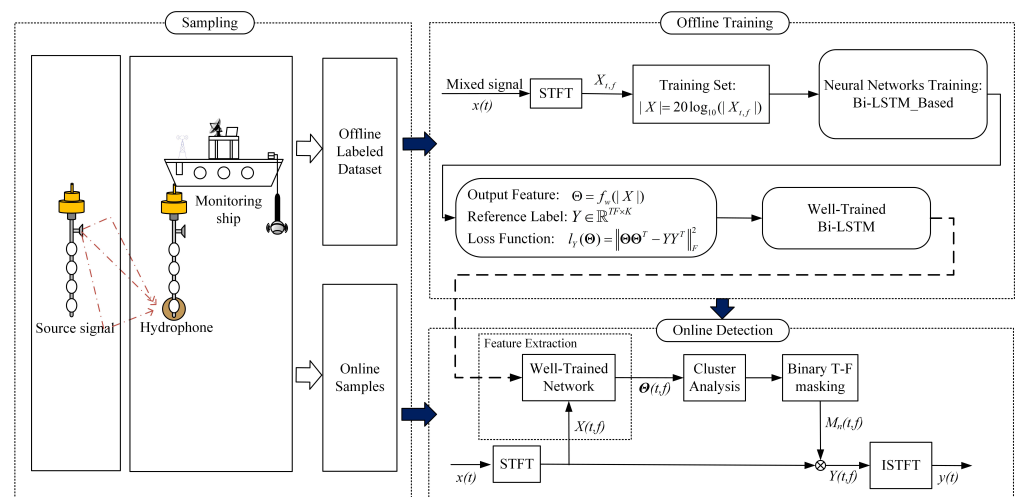 Sampling
Source signal
Monitoring
ship
Hydrophone
Offline
Labeled
Dataset
Online
Samples
Offline Training
Mixed signal
x(t)
STFT
X_{t,f}
Training Set:
| X |= 20log_{10}(| X_{t,f} |)
Neural Networks Training:
Bi-LSTM_Based
Output Feature: Θ = f_w(| X |)
Reference Label: Y ∈ ℝ^{TF×K}
Loss Function: l_Y(Θ) = ‖ΘΘ^T − YY^T‖_F^2
Well-Trained
Bi-LSTM
Online Detection
Feature Extraction
Well-Trained
Network
Θ(t,f)
Cluster
Analysis
Binary T-F
masking
X(t,f)
M_n(t,f)
x(t)
STFT
Y(t,f)
ISTFT
y(t)